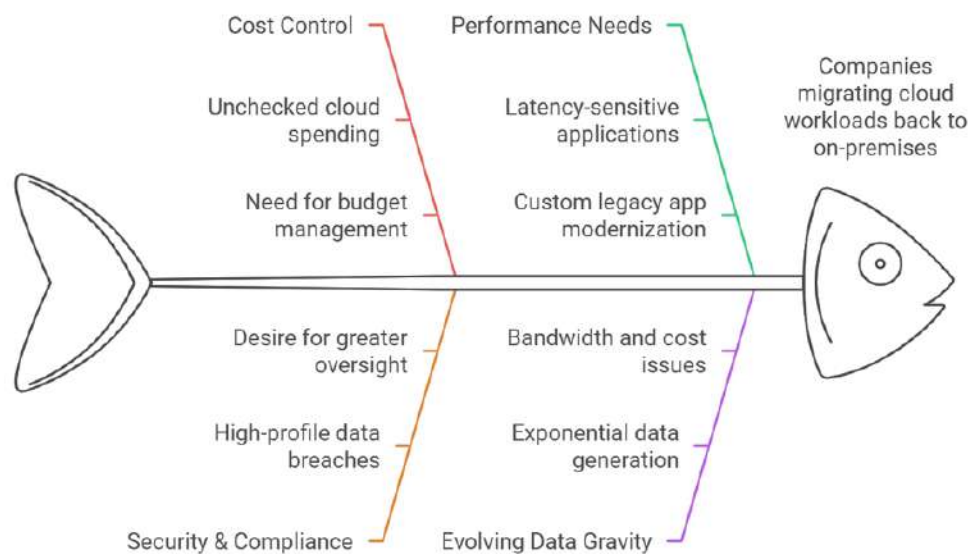 Cost Control
Unchecked cloud
spending
Need for budget
management
Performance Needs
Latency-sensitive
applications
Custom legacy app
modernization
Companies
migrating cloud
workloads back to
on-premises
Desire for greater
oversight
High-profile data
breaches
Security & Compliance
Bandwidth and cost
issues
Exponential data
generation
Evolving Data Gravity